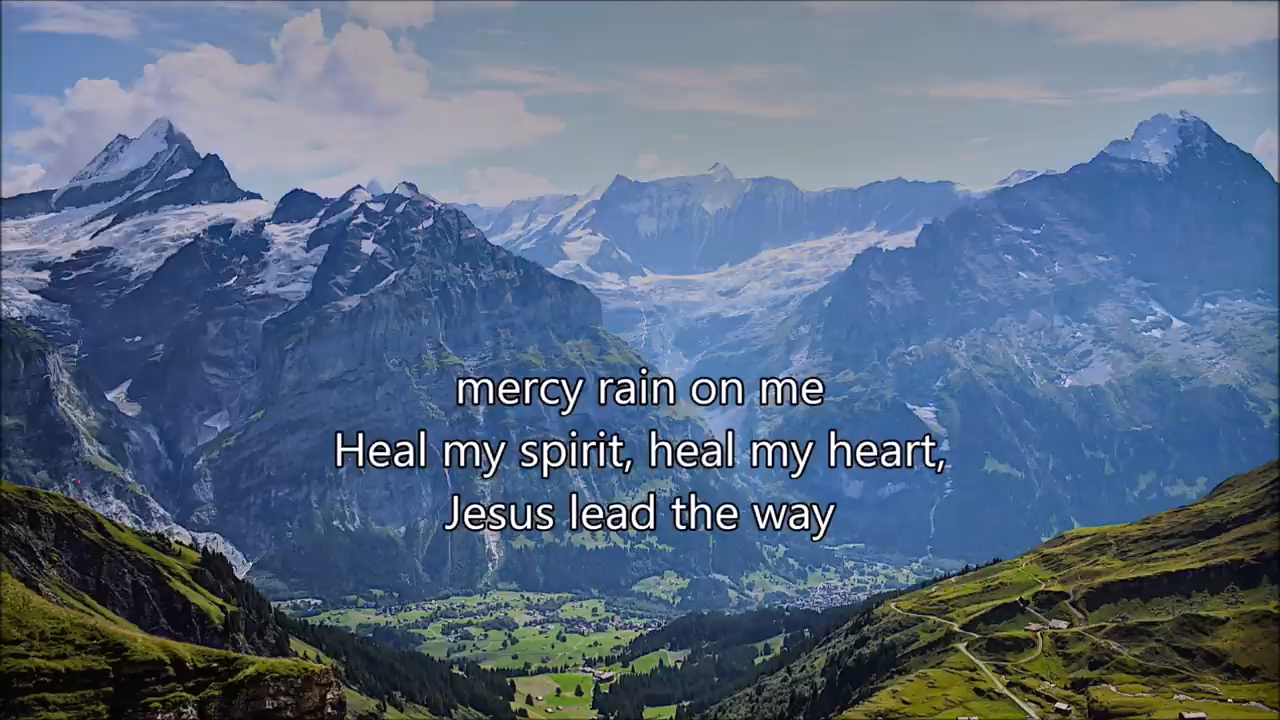 mercy rain on me
Heal my spirit, heal my heart,
Jesus lead the way